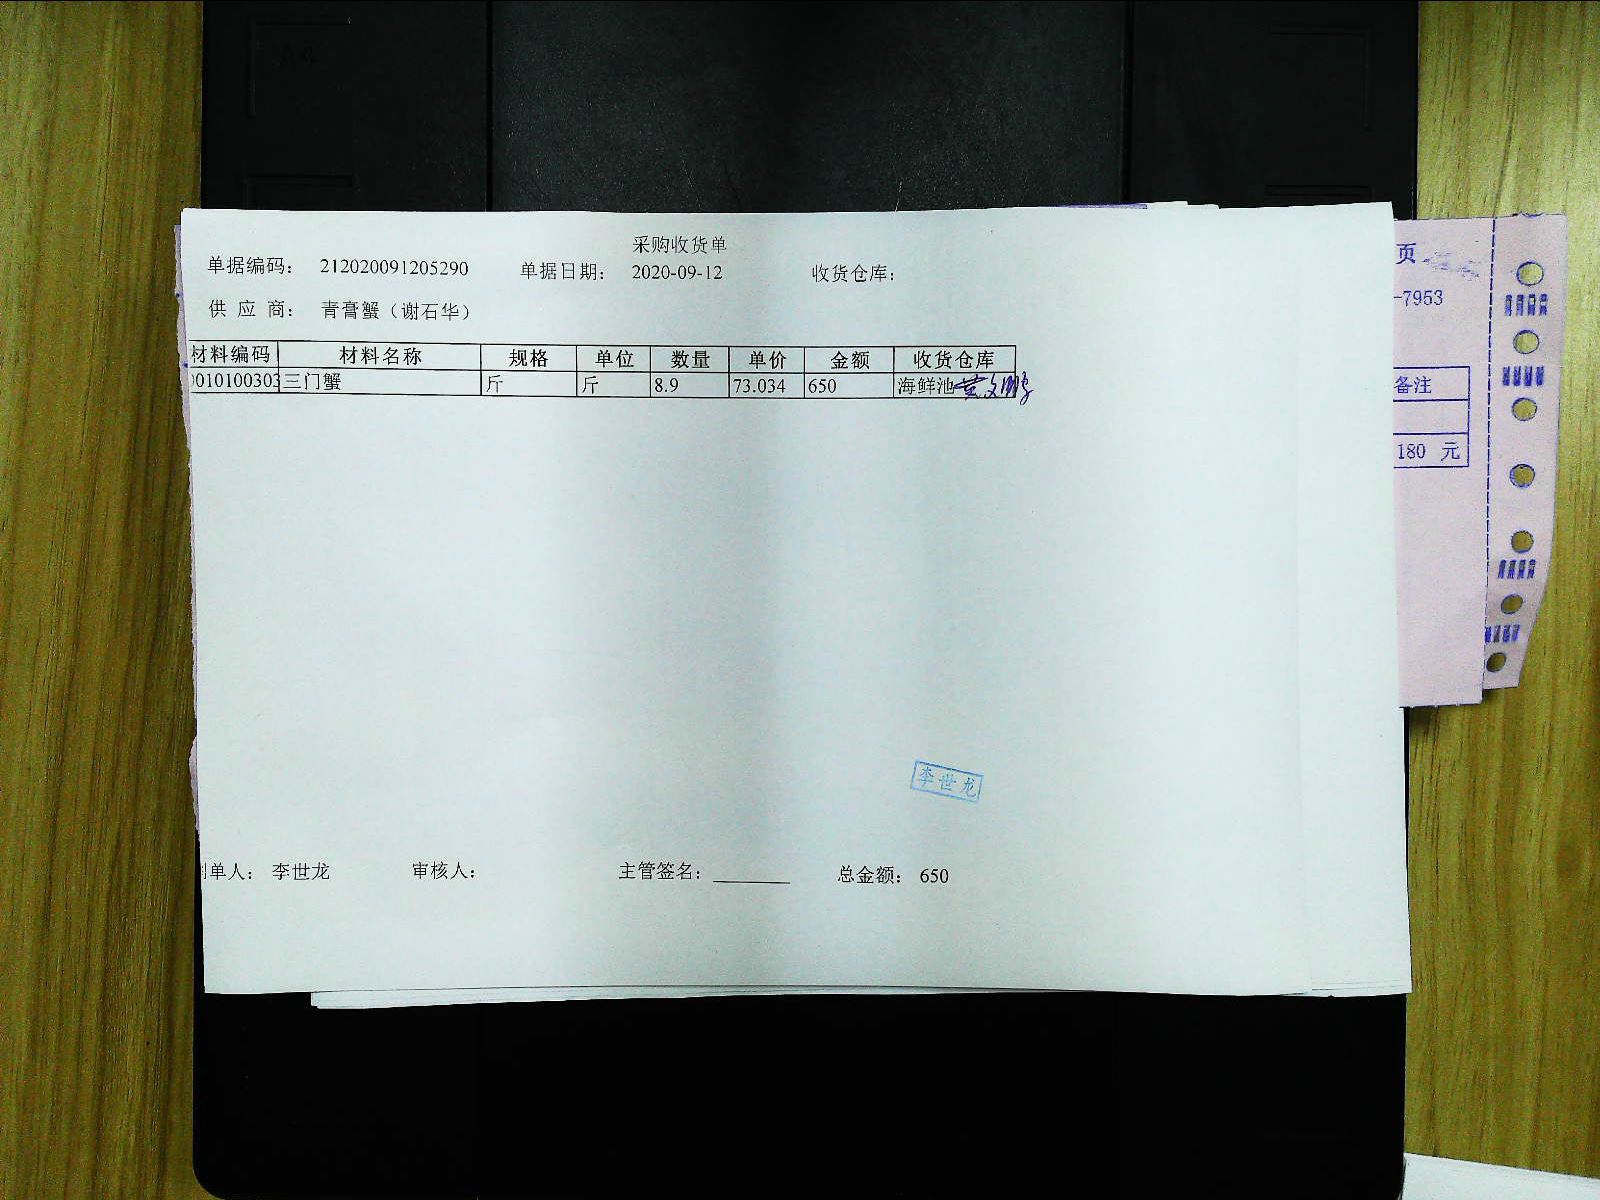 采购收货单
单据编码： 212020091205290 单据日期： 2020-09-12 收货仓库：
供 应 商： 青膏蟹（谢石华）
材料编码 材料名称 规格 单位 数量 单价 金额 收货仓库
010100303 三门蟹 斤 斤 8.9 73.034 650 海鲜池
李世龙
单人： 李世龙 审核人： 主管签名： 总金额： 650
页
-7953
备注
180 元